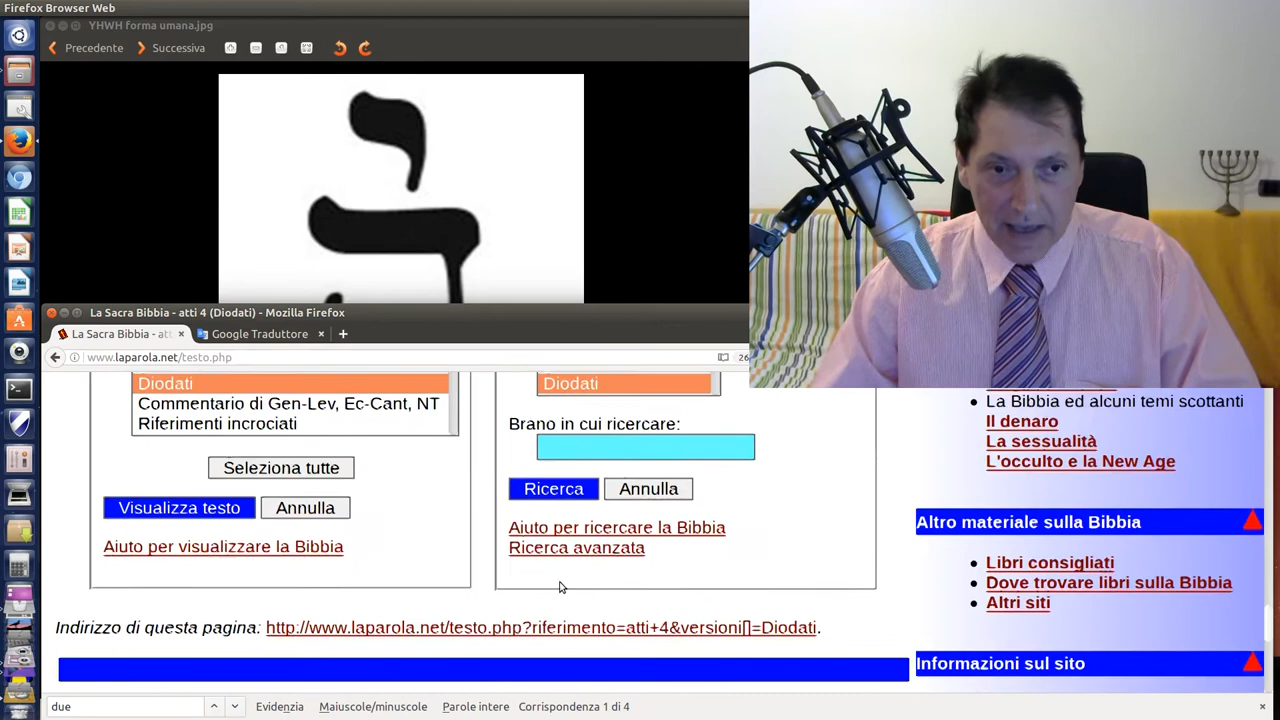 Firefox Browser Web
YHWH forma umana.jpg
Precedente
Successiva
י
ה
La Sacra Bibbia - atti 4 (Diodati) - Mozilla Firefox
La Sacra Bibbia - att
Google Traduttore
www.laparola.net/testo.php
26
Diodati
Commentario di Gen-Lev, Ec-Cant, NT
Riferimenti incrociati
Seleziona tutte
Visualizza testo
Annulla
Aiuto per visualizzare la Bibbia
Diodati
Brano in cui ricercare:
Ricerca
Annulla
Aiuto per ricercare la Bibbia
Ricerca avanzata
La Bibbia ed alcuni temi scottanti
Il denaro
La sessualità
L'occulto e la New Age
Altro materiale sulla Bibbia
Libri consigliati
Dove trovare libri sulla Bibbia
Altri siti
Indirizzo di questa pagina: http://www.laparola.net/testo.php?riferimento=atti+4&versioni[]=Diodati.
Informazioni sul sito
due
Evidenzia
Maiuscole/minuscole
Parole intere
Corrispondenza 1 di 4